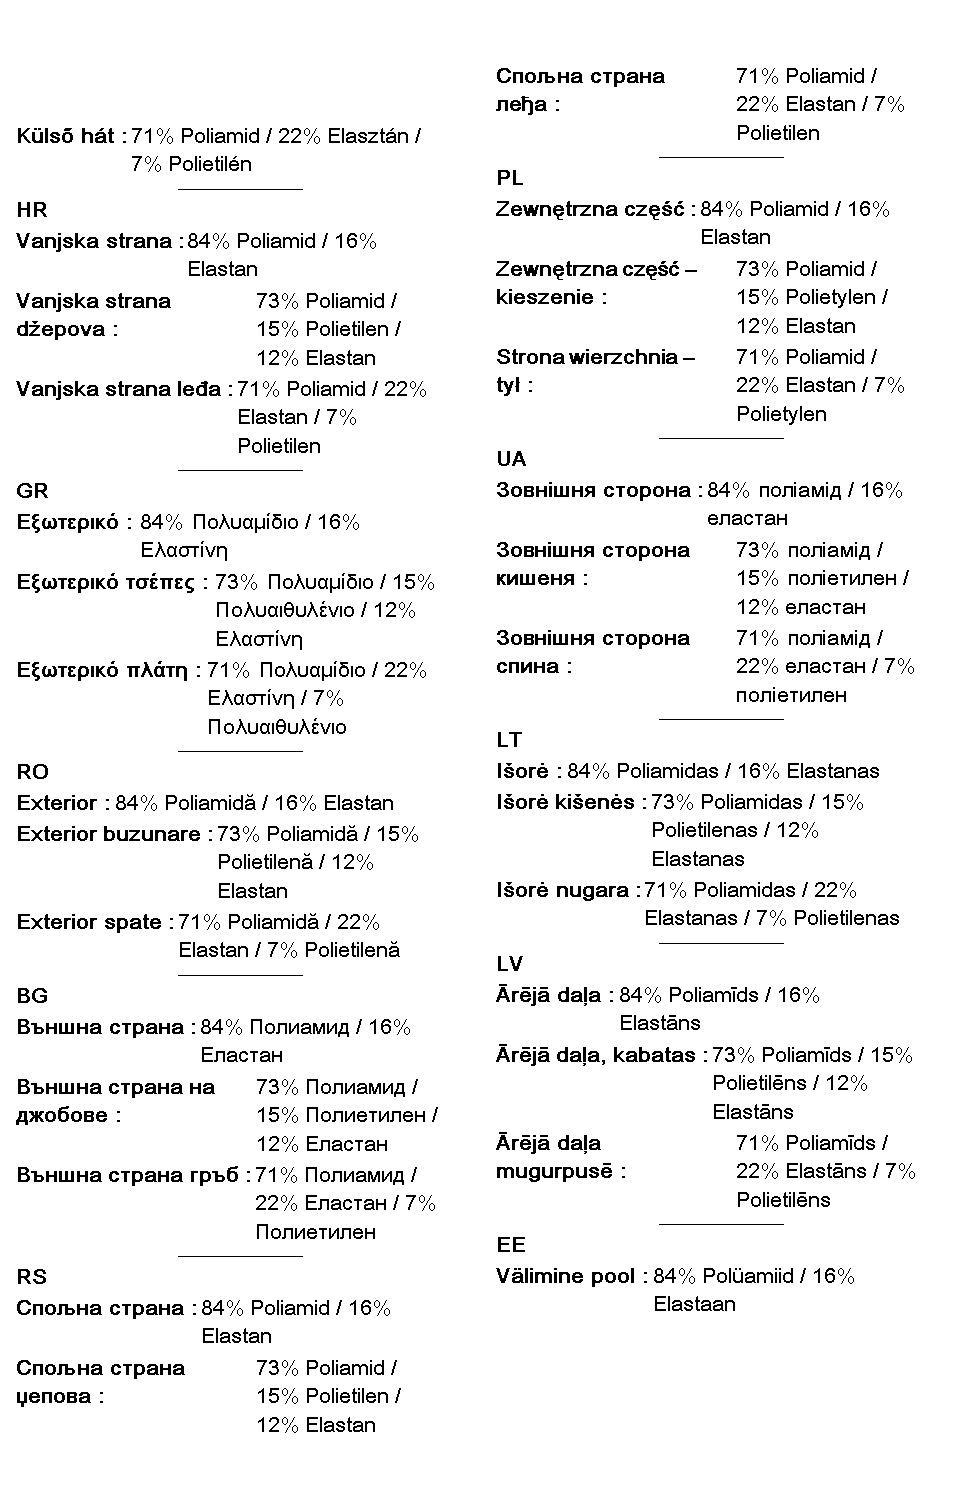 Külső hát : 71% Poliamid / 22% Elasztán /
7% Polietilén
HR
Vanjska strana : 84% Poliamid / 16%
Elastan
Vanjska strana 73% Poliamid /
džepova : 15% Polietilen /
12% Elastan
Vanjska strana leđa : 71% Poliamid / 22%
Elastan / 7%
Polietilen
GR
Εξωτερικό : 84% Πολυαμίδιο / 16%
Ελαστίνη
Εξωτερικό τσέπες : 73% Πολυαμίδιο / 15%
Πολυαιθυλένιο / 12%
Ελαστίνη
Εξωτερικό πλάτη : 71% Πολυαμίδιο / 22%
Ελαστίνη / 7%
Πολυαιθυλένιο
RO
Exterior : 84% Poliamidă / 16% Elastan
Exterior buzunare : 73% Poliamidă / 15%
Polietilenă / 12%
Elastan
Exterior spate : 71% Poliamidă / 22%
Elastan / 7% Polietilenă
BG
Външна страна : 84% Полиамид / 16%
Еластан
Външна страна на 73% Полиамид /
джобове : 15% Полиетилен /
12% Еластан
Външна страна гръб : 71% Полиамид /
22% Еластан / 7%
Полиетилен
RS
Спољна страна : 84% Poliamid / 16%
Elastan
Спољна страна 73% Poliamid /
џепова : 15% Polietilen /
12% Elastan
Спољна страна 71% Poliamid /
леђа : 22% Elastan / 7%
Polietilen
PL
Zewnętrzna część : 84% Poliamid / 16%
Elastan
Zewnętrzna część – 73% Poliamid /
kieszenie : 15% Polietylen /
12% Elastan
Strona wierzchnia – 71% Poliamid /
tył : 22% Elastan / 7%
Polietylen
UA
Зовнішня сторона : 84% поліамід / 16%
еластан
Зовнішня сторона 73% поліамід /
кишеня : 15% поліетилен /
12% еластан
Зовнішня сторона 71% поліамід /
спина : 22% еластан / 7%
поліетилен
LT
Išorė : 84% Poliamidas / 16% Elastanas
Išorė kišenės : 73% Poliamidas / 15%
Polietilenas / 12%
Elastanas
Išorė nugara : 71% Poliamidas / 22%
Elastanas / 7% Polietilenas
LV
Ārējā daļa : 84% Poliamīds / 16%
Elastāns
Ārējā daļa, kabatas : 73% Poliamīds / 15%
Polietilēns / 12%
Elastāns
Ārējā daļa 71% Poliamīds /
mugurpusē : 22% Elastāns / 7%
Polietilēns
EE
Välimine pool : 84% Polüamiid / 16%
Elastaan